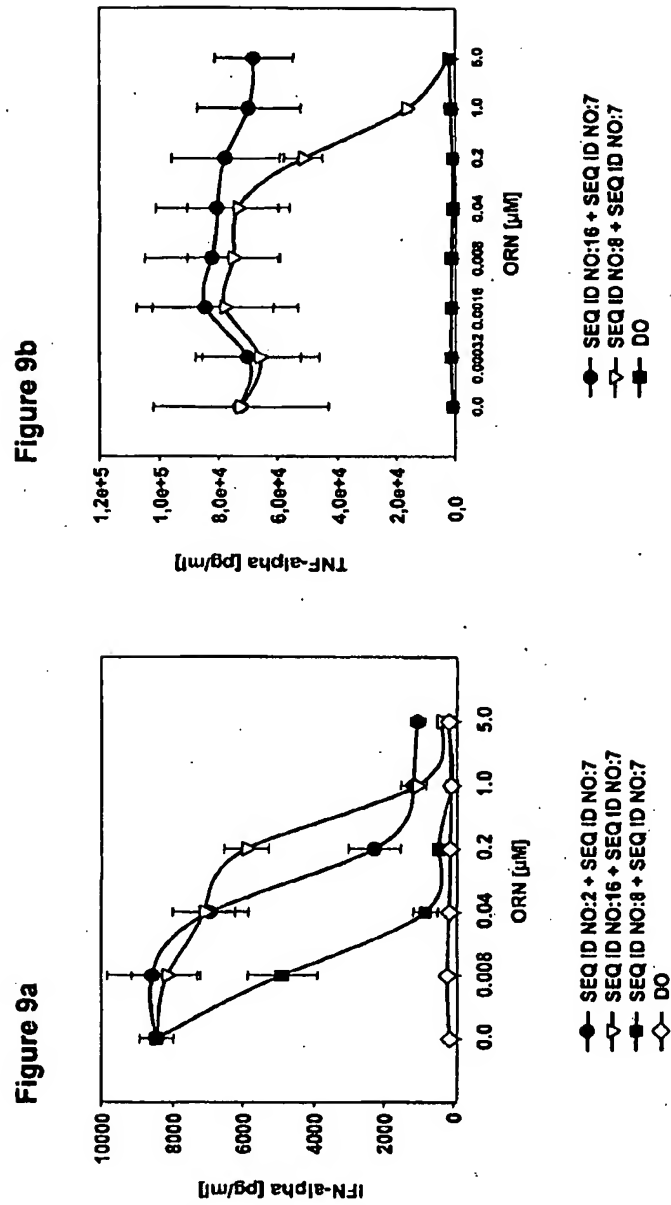 Figure 9a
IFN-alpha [pg/ml]
10000
8000
6000
4000
2000
0
0.0 0.008 0.04 0.2 1.0 5.0
ORN [µM]
SEQ ID NO:2 + SEQ ID NO:7
SEQ ID NO:16 + SEQ ID NO:7
SEQ ID NO:8 + SEQ ID NO:7
DO
Figure 9b
TNF-alpha [pg/ml]
1,2e+5
1,0e+5
8,0e+4
6,0e+4
4,0e+4
2,0e+4
0,0
0.0 0.00032 0.0016 0.008 0.04 0.2 1.0 5.0
ORN [µM]
SEQ ID NO:16 + SEQ ID NO:7
SEQ ID NO:8 + SEQ ID NO:7
DO